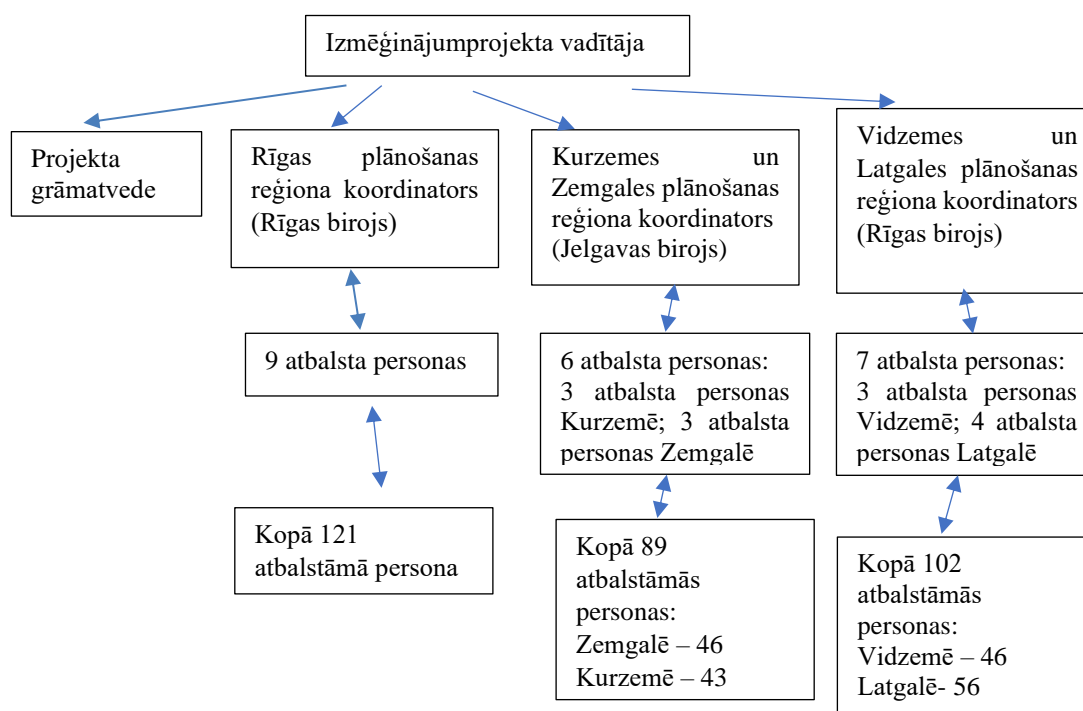 Izmēģinājumprojekta vadītāja
Projekta
grāmatvede
Rīgas plānošanas
reģiona koordinators
(Rīgas birojs)
Kurzemes un
Zemgales plānošanas
reģiona koordinators
(Jelgavas birojs)
Vidzemes un
Latgales plānošanas
reģiona koordinators
(Rīgas birojs)
9 atbalsta personas
6 atbalsta personas:
3 atbalsta personas
Kurzemē; 3 atbalsta
personas Zemgalē
7 atbalsta personas:
3 atbalsta personas
Vidzemē; 4 atbalsta
personas Latgalē
Kopā 121
atbalstāmā persona
Kopā 89
atbalstāmās
personas:
Zemgalē – 46
Kurzemē – 43
Kopā 102
atbalstāmās
personas:
Vidzemē – 46
Latgalē- 56